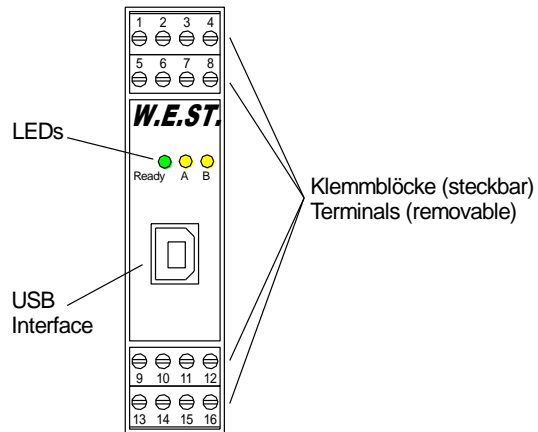 1 2 3 4
5 6 7 8
W.E.ST.
LEDs
Ready A B
Klemmblöcke (steckbar)
Terminals (removable)
USB
Interface
9 10 11 12
13 14 15 16